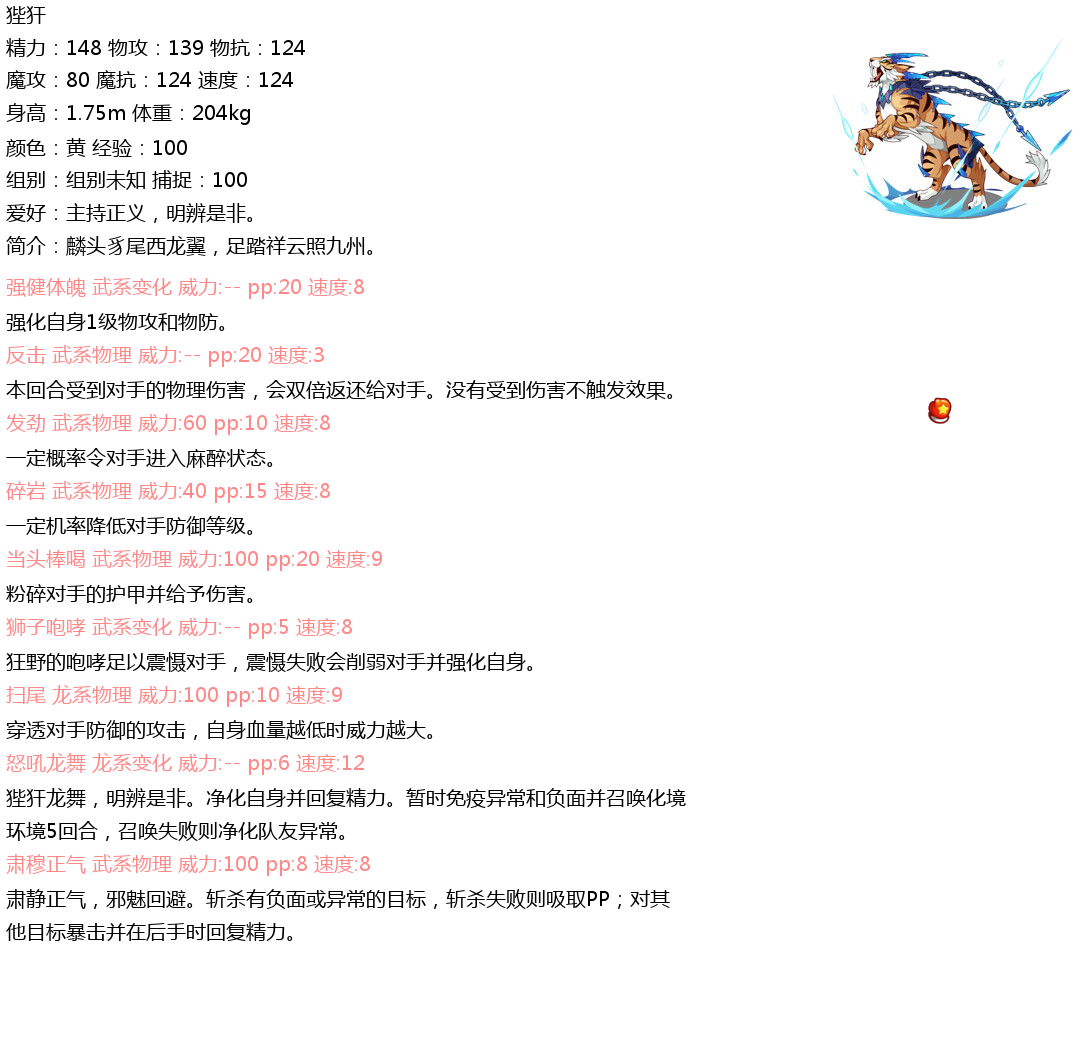 狴犴
精力：148 物攻：139 物抗：124
魔攻：80 魔抗：124 速度：124
身高：1.75m 体重：204kg
颜色：黄 经验：100
组别：组别未知 捕捉：100
爱好：主持正义，明辨是非。
简介：麟头豸尾西龙翼，足踏祥云照九州。
强健体魄 武系变化 威力:-- pp:20 速度:8
强化自身1级物攻和物防。
反击 武系物理 威力:-- pp:20 速度:3
本回合受到对手的物理伤害，会双倍返还给对手。没有受到伤害不触发效果。
发劲 武系物理 威力:60 pp:10 速度:8
一定概率令对手进入麻醉状态。
碎岩 武系物理 威力:40 pp:15 速度:8
一定机率降低对手防御等级。
当头棒喝 武系物理 威力:100 pp:20 速度:9
粉碎对手的护甲并给予伤害。
狮子咆哮 武系变化 威力:-- pp:5 速度:8
狂野的咆哮足以震慑对手，震慑失败会削弱对手并强化自身。
扫尾 龙系物理 威力:100 pp:10 速度:9
穿透对手防御的攻击，自身血量越低时威力越大。
怒吼龙舞 龙系变化 威力:-- pp:6 速度:12
狴犴龙舞，明辨是非。净化自身并回复精力。暂时免疫异常和负面并召唤化境
环境5回合，召唤失败则净化队友异常。
肃穆正气 武系物理 威力:100 pp:8 速度:8
肃静正气，邪魅回避。斩杀有负面或异常的目标，斩杀失败则吸取PP；对其
他目标暴击并在后手时回复精力。